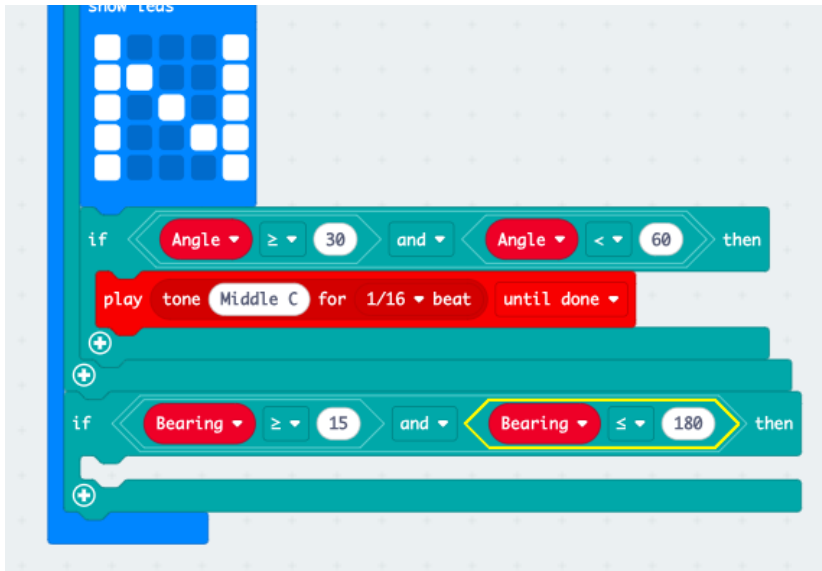 show leds
if Angle ≥ 30 and Angle < 60 then
play tone Middle C for 1/16 beat until done
if Bearing ≥ 15 and Bearing ≤ 180 then